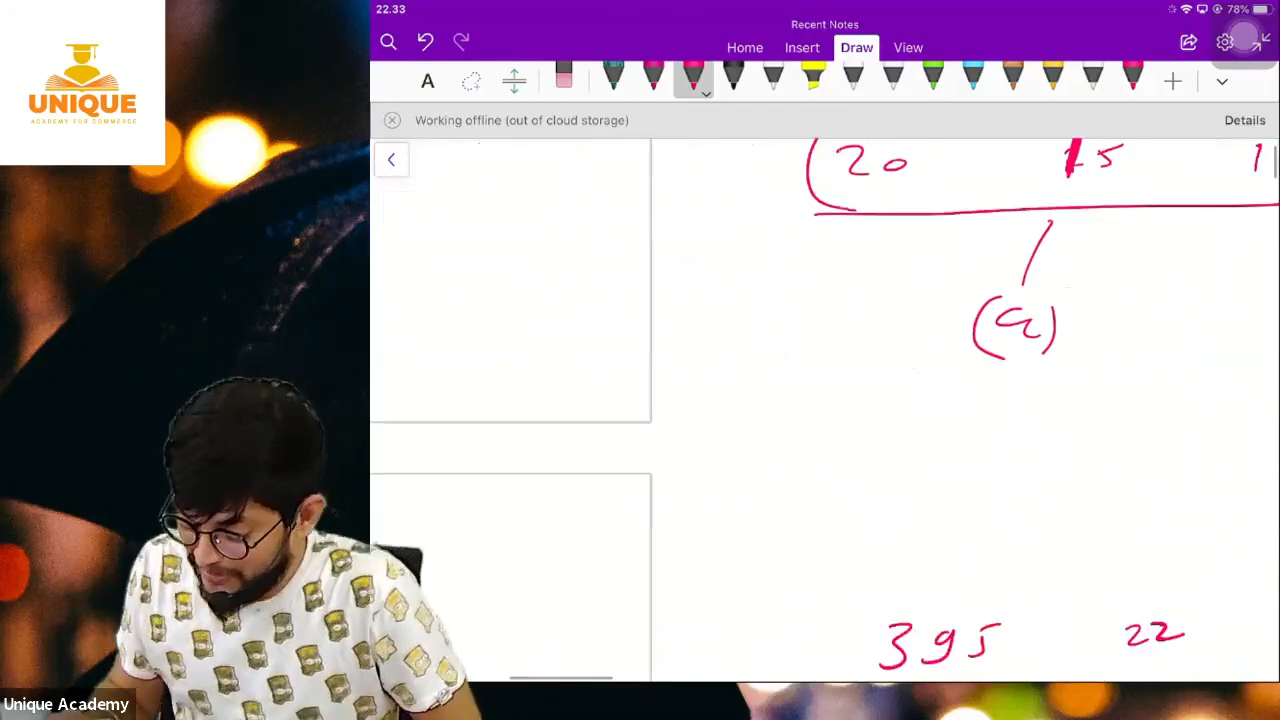 22.33
78%
Recent Notes
Home Insert Draw View
A
Working offline (out of cloud storage) Details
UNIQUE
ACADEMY FOR COMMERCE
20 15 1
(a)
395 22
Unique Academy